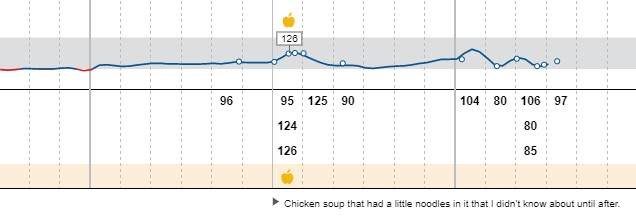 126
96 95 125 90 104 80 106 97
124 80
126 85
Chicken soup that had a little noodles in it that I didn't know about until after.